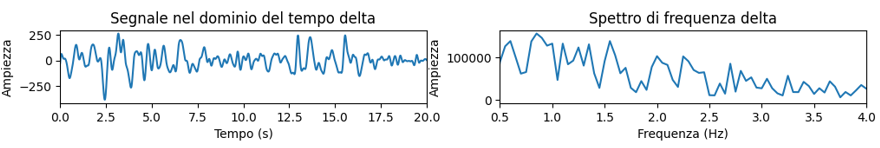 Segnale nel dominio del tempo delta
Ampiezza
250
0
−250
0.0 2.5 5.0 7.5 10.0 12.5 15.0 17.5 20.0
Tempo (s)
Spettro di frequenza delta
Ampiezza
100000
0
0.5 1.0 1.5 2.0 2.5 3.0 3.5 4.0
Frequenza (Hz)